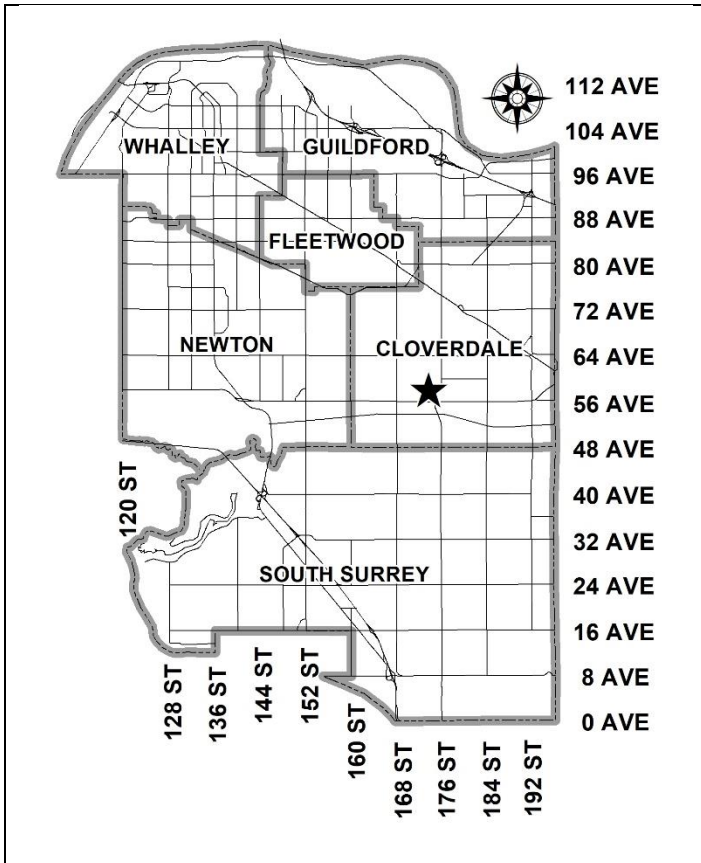 112 AVE
104 AVE
WHALLEY
GUILDFORD
96 AVE
88 AVE
FLEETWOOD
80 AVE
72 AVE
NEWTON
CLOVERDALE
64 AVE
56 AVE
48 AVE
120 ST
40 AVE
32 AVE
SOUTH SURREY
24 AVE
16 AVE
8 AVE
128 ST
136 ST
144 ST
152 ST
160 ST
0 AVE
168 ST
176 ST
184 ST
192 ST